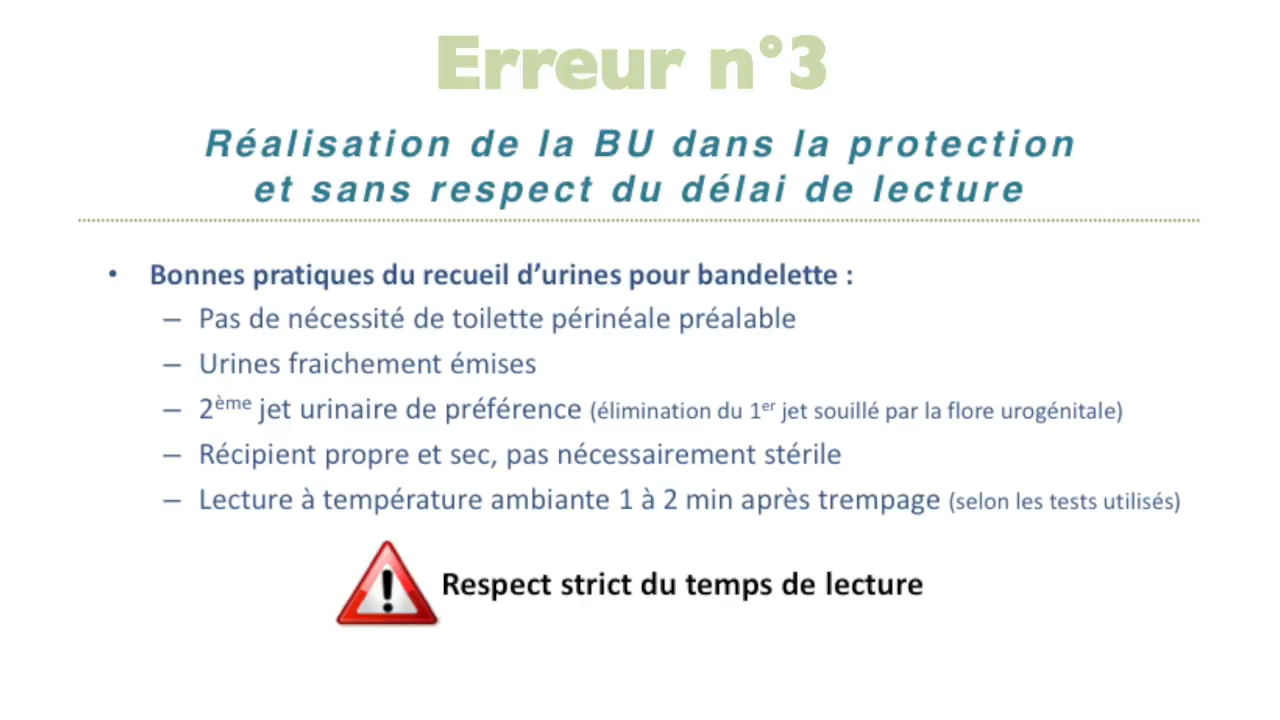 Erreur n°3
Réalisation de la BU dans la protection
et sans respect du délai de lecture
• Bonnes pratiques du recueil d’urines pour bandelette :
– Pas de nécessité de toilette périnéale préalable
– Urines fraichement émises
– 2ème jet urinaire de préférence (élimination du 1er jet souillé par la flore urogénitale)
– Récipient propre et sec, pas nécessairement stérile
– Lecture à température ambiante 1 à 2 min après trempage (selon les tests utilisés)
Respect strict du temps de lecture